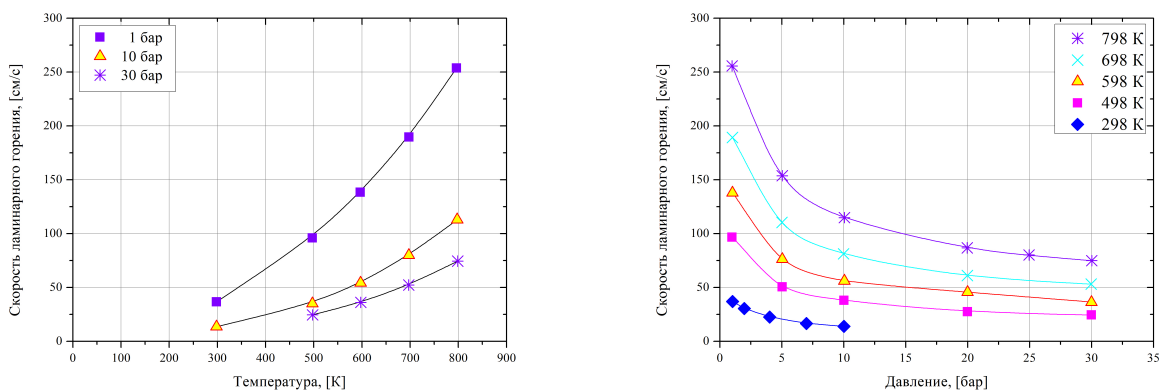 Скорость ламинарного горения, [см/с]
300
250
200
150
100
50
0
1 бар
10 бар
30 бар
0 100 200 300 400 500 600 700 800 900
Температура, [К]
Скорость ламинарного горения, [см/с]
300
250
200
150
100
50
0
798 К
698 К
598 К
498 К
298 К
0 5 10 15 20 25 30 35
Давление, [бар]